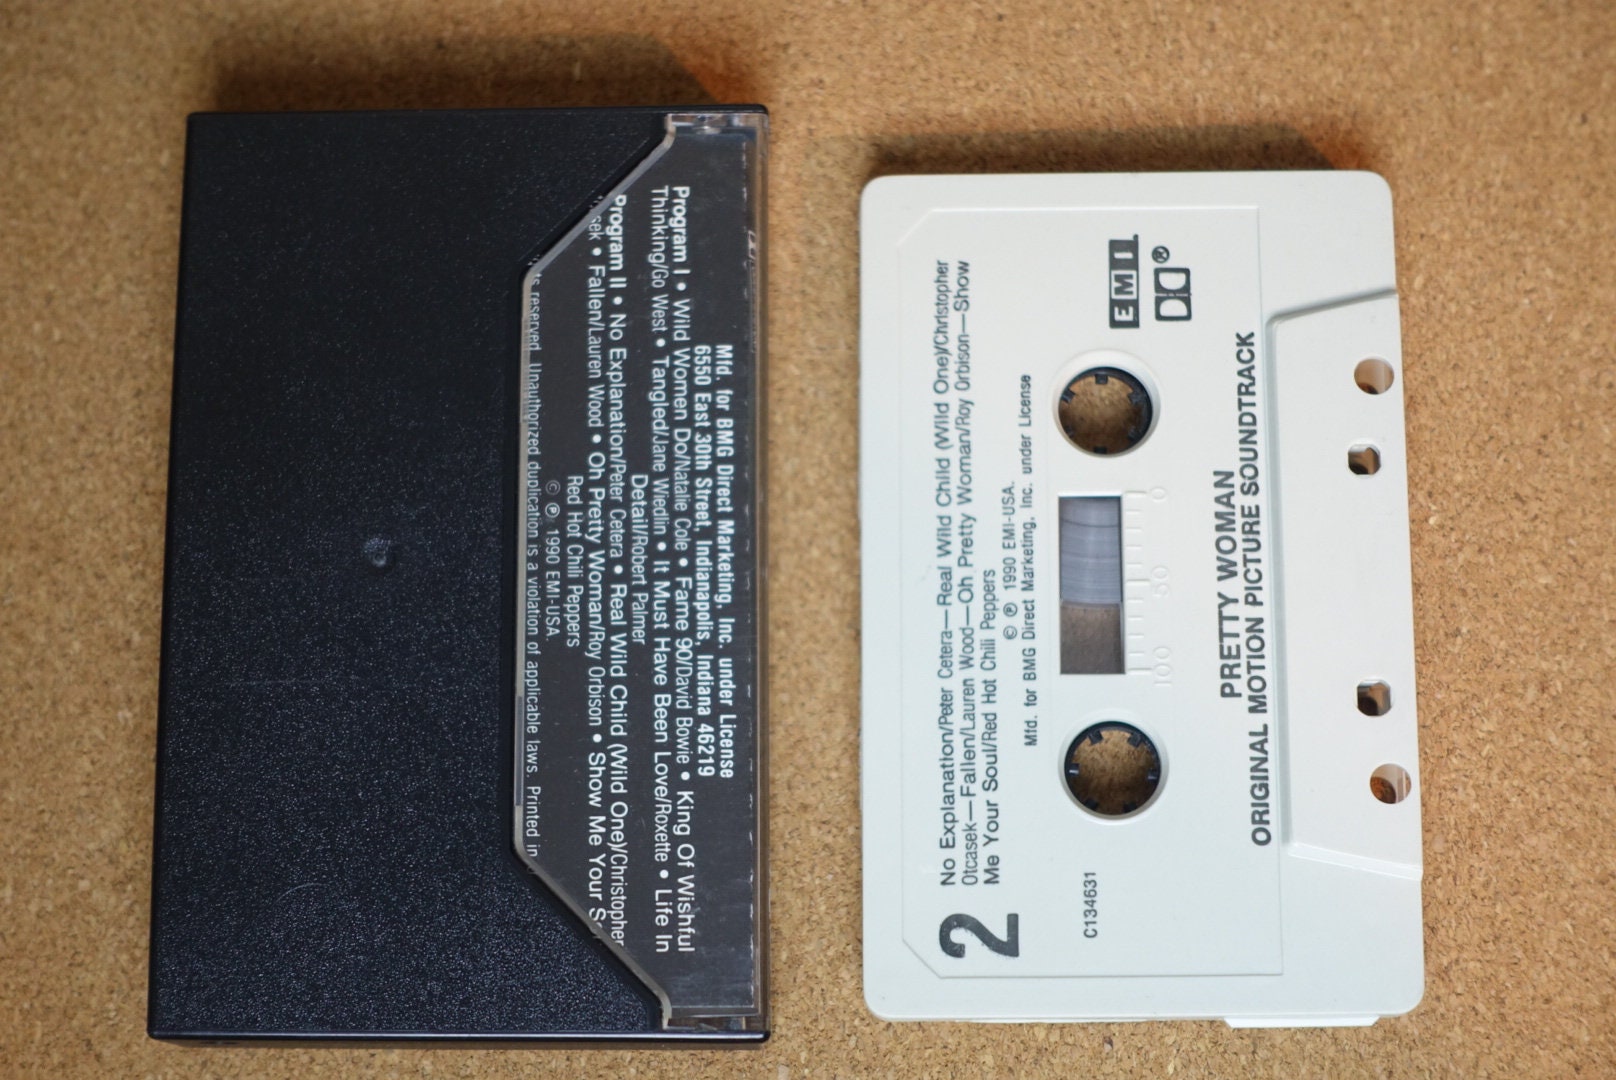 Mfd. for BMG Direct Marketing, Inc. under License
6550 East 30th Street, Indianapolis, Indiana 46219
Program I • Wild Women Do/Natalie Cole • Fame 90/David Bowie • King Of Wishful
Thinking/Go West • Tangled/Jane Wiedlin • It Must Have Been Love/Roxette • Life In
Detail/Robert Palmer
Program II • No Explanation/Peter Cetera • Real Wild Child (Wild One)/Christopher
sek • Fallen/Lauren Wood • Oh Pretty Woman/Roy Orbison • Show Me Your S
Red Hot Chili Peppers
© ℗ 1990 EMI-USA
ts reserved. Unauthorized duplication is a violation of applicable laws. Printed in
No Explanation/Peter Cetera—Real Wild Child (Wild One)/Christopher
Otcasek—Fallen/Lauren Wood—Oh Pretty Woman/Roy Orbison—Show
Me Your Soul/Red Hot Chili Peppers
© ℗ 1990 EMI-USA.
Mfd. for BMG Direct Marketing, Inc. under License
2
C134631
EMI
®
0
50
100
PRETTY WOMAN
ORIGINAL MOTION PICTURE SOUNDTRACK